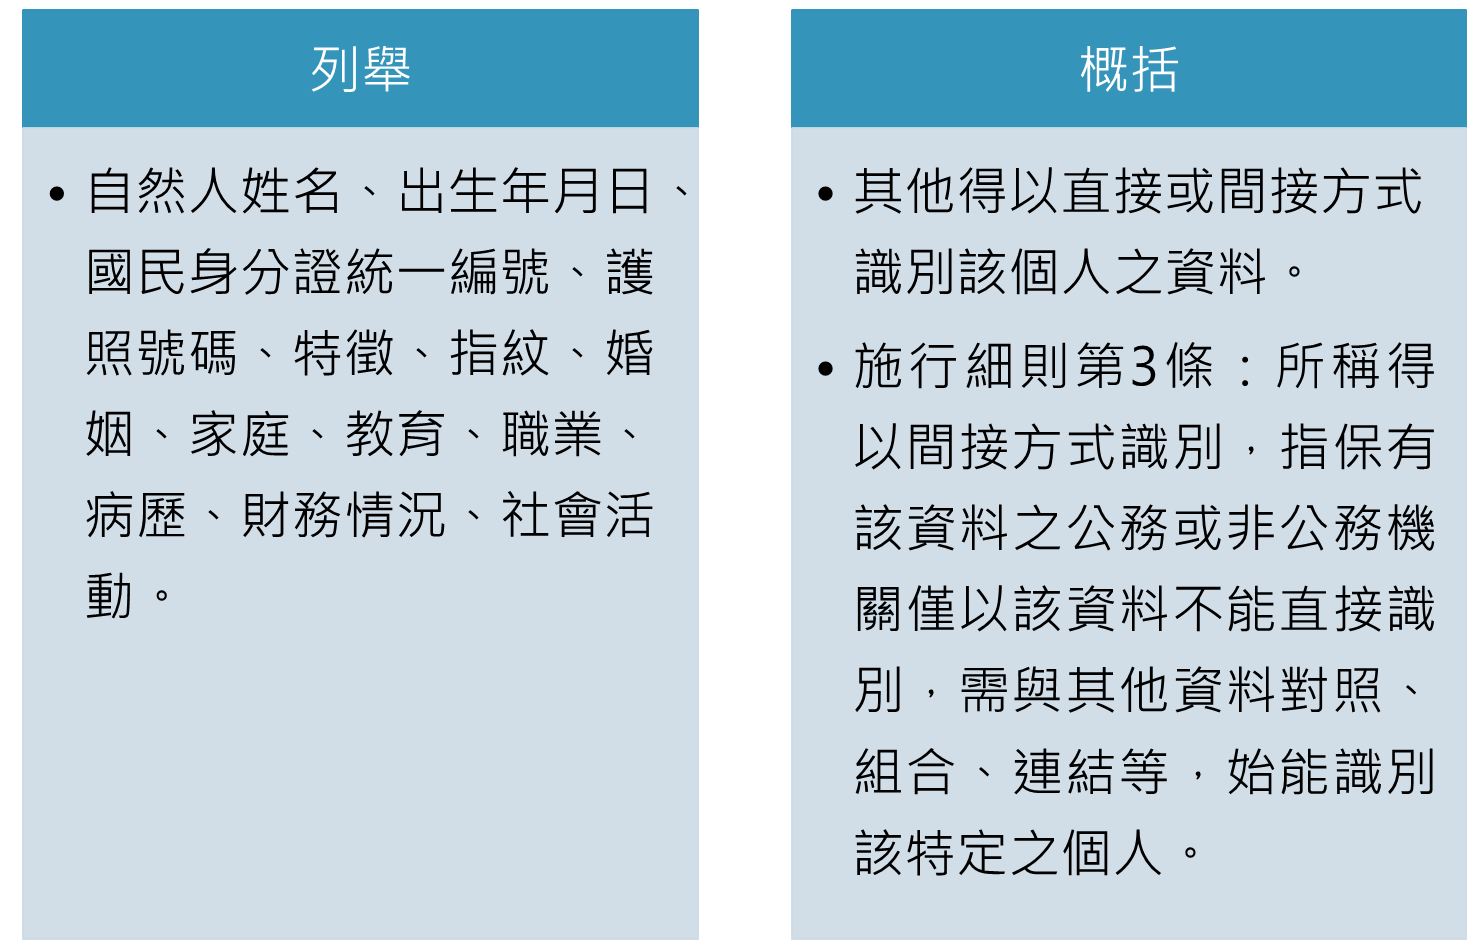 列舉
• 自然人姓名、出生年月日、
國民身分證統一編號、護
照號碼、特徵、指紋、婚
姻、家庭、教育、職業、
病歷、財務情況、社會活
動。
概括
• 其他得以直接或間接方式
識別該個人之資料。
• 施行細則第3條：所稱得
以間接方式識別，指保有
該資料之公務或非公務機
關僅以該資料不能直接識
別，需與其他資料對照、
組合、連結等，始能識別
該特定之個人。